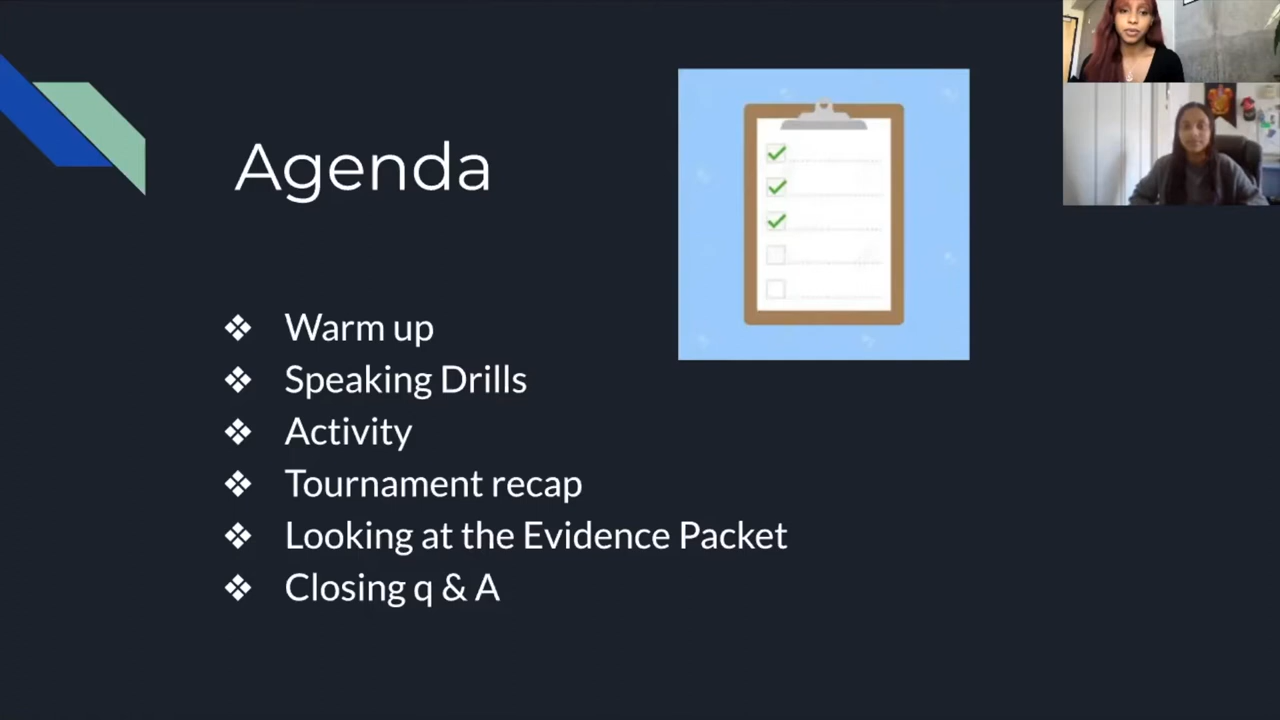 Agenda
❖ Warm up
❖ Speaking Drills
❖ Activity
❖ Tournament recap
❖ Looking at the Evidence Packet
❖ Closing q & A